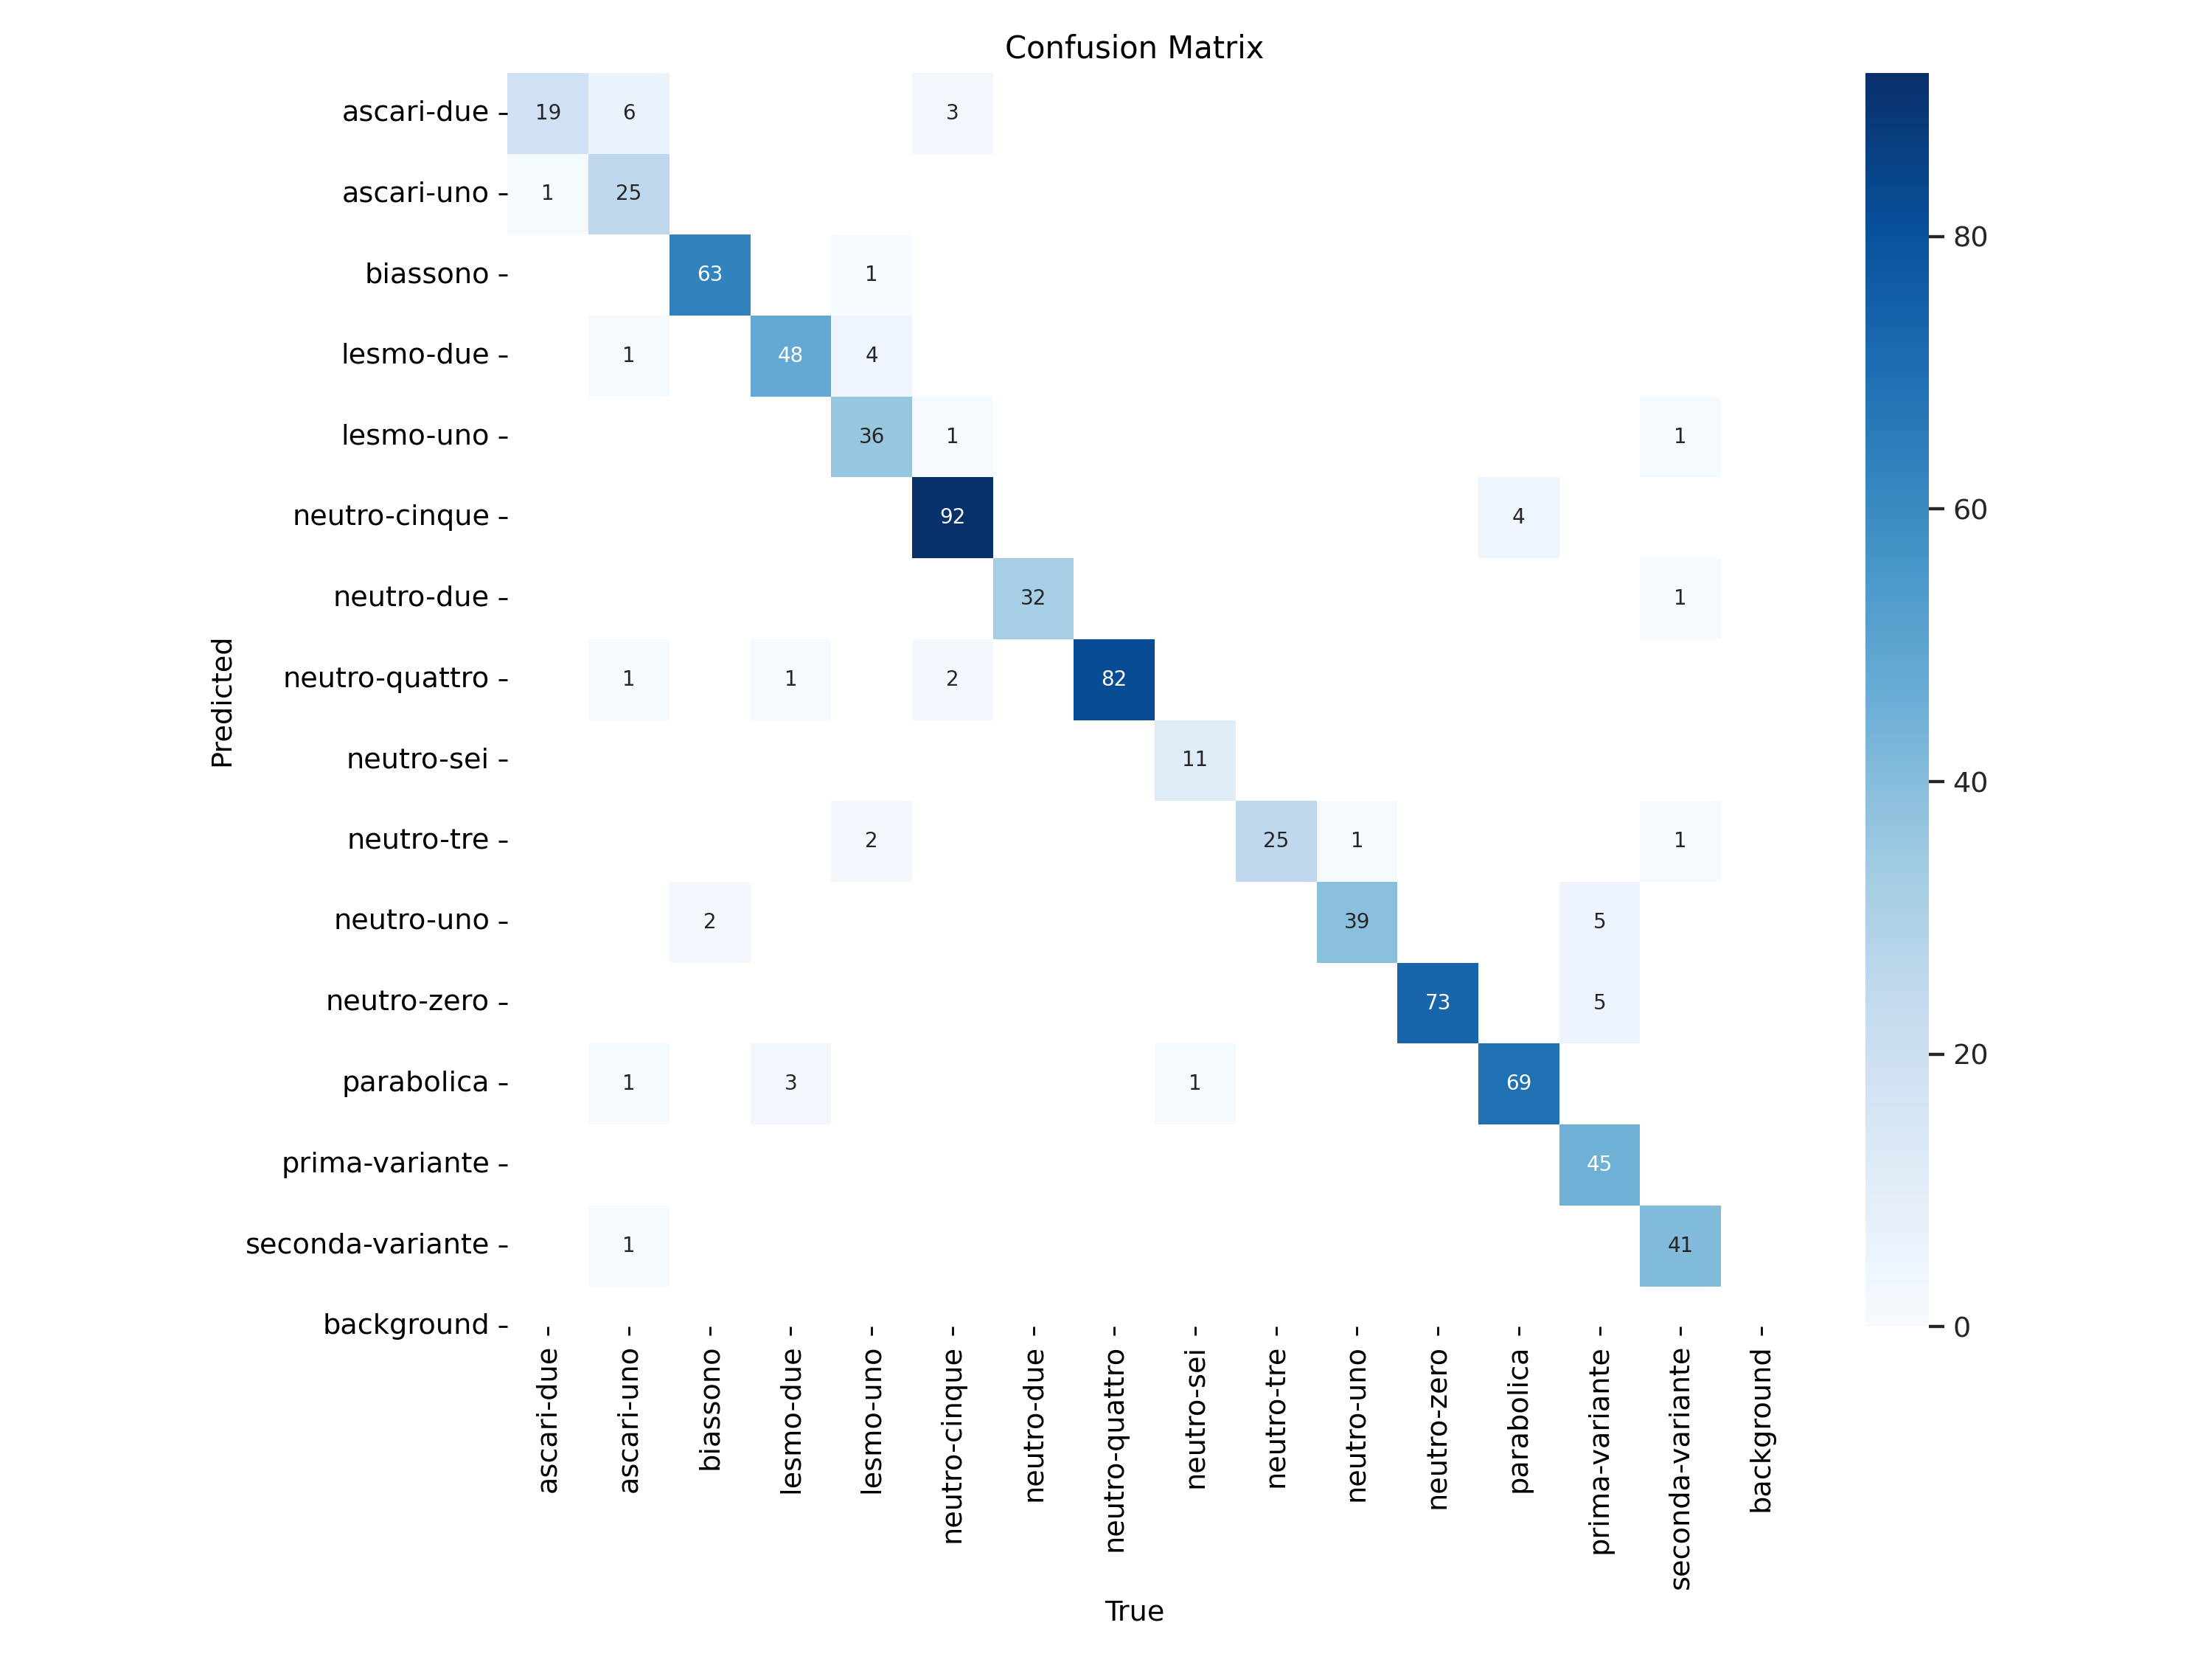 Confusion Matrix
ascari-due 19 6 3
ascari-uno 1 25
biassono 63 1
80
lesmo-due 1 48 4
lesmo-uno 36 1 1
neutro-cinque 92 4
60
neutro-due 32 1
Predicted
neutro-quattro 1 1 2 82
neutro-sei 11
40
neutro-tre 2 25 1 1
neutro-uno 2 39 5
neutro-zero 73 5
20
parabolica 1 3 1 69
prima-variante 45
seconda-variante 1 41
background
0
ascari-due
ascari-uno
biassono
lesmo-due
lesmo-uno
neutro-cinque
neutro-due
neutro-quattro
neutro-sei
neutro-tre
neutro-uno
neutro-zero
parabolica
prima-variante
seconda-variante
background
True